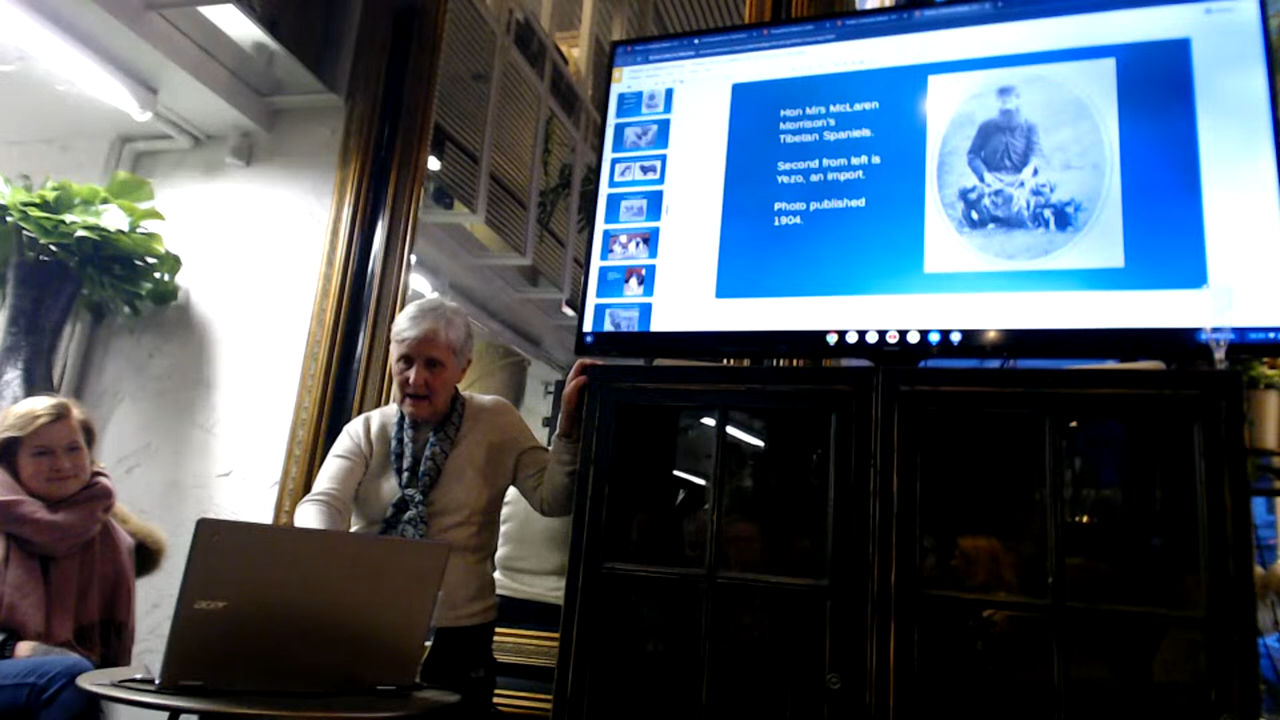 Hon Mrs McLaren
Morrison's
Tibetan Spaniels.
Second from left is
Yezo, an import.
Photo published
1904.
acer